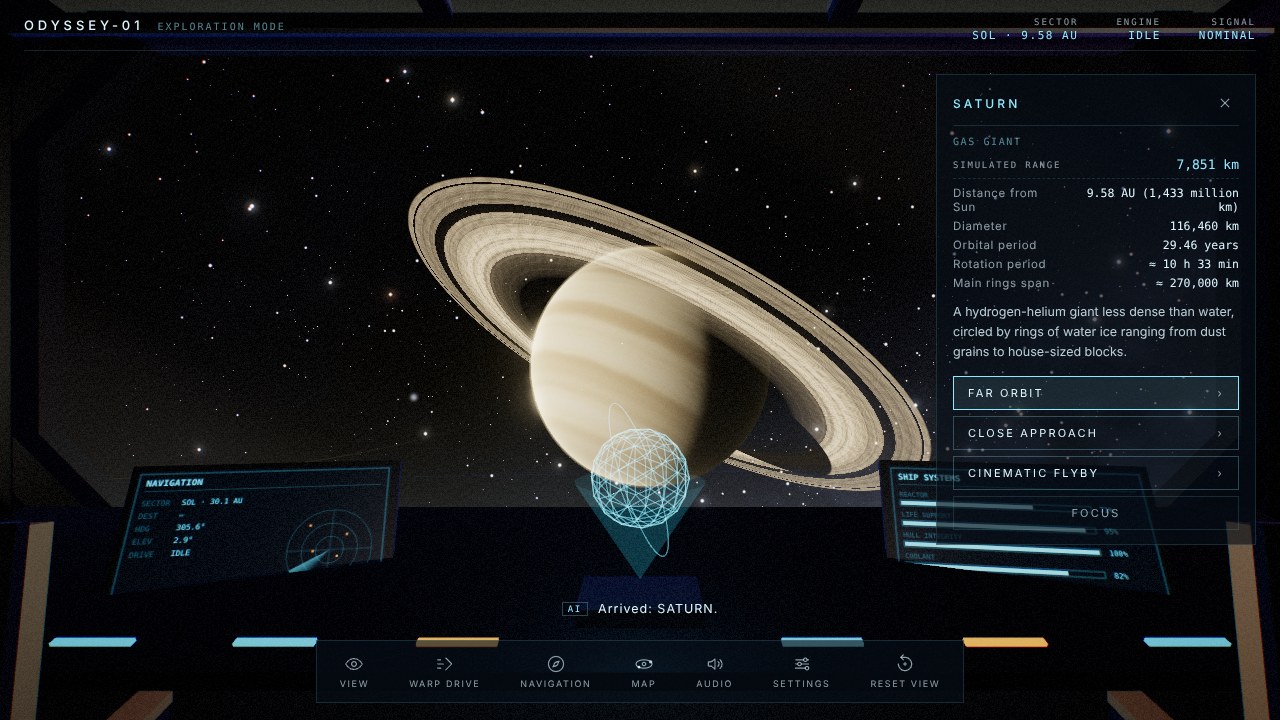 ODYSSEY-01 EXPLORATION MODE
SECTOR ENGINE SIGNAL
SOL · 9.58 AU IDLE NOMINAL
SATURN
GAS GIANT
SIMULATED RANGE 7,851 km
Distance from Sun 9.58 AU (1,433 million km)
Diameter 116,460 km
Orbital period 29.46 years
Rotation period ≈ 10 h 33 min
Main rings span ≈ 270,000 km
A hydrogen-helium giant less dense than water,
circled by rings of water ice ranging from dust
grains to house-sized blocks.
FAR ORBIT ›
CLOSE APPROACH ›
CINEMATIC FLYBY ›
FOCUS
NAVIGATION
SECTOR SOL · 30.1 AU
DEST —
HDG 305.6°
ELEV 2.9°
DRIVE IDLE
SHIP SYSTEMS
REACTOR
LIFE SUPPORT
95%
HULL INTEGRITY
100%
COOLANT
82%
AI Arrived: SATURN.
VIEW WARP DRIVE NAVIGATION MAP AUDIO SETTINGS RESET VIEW